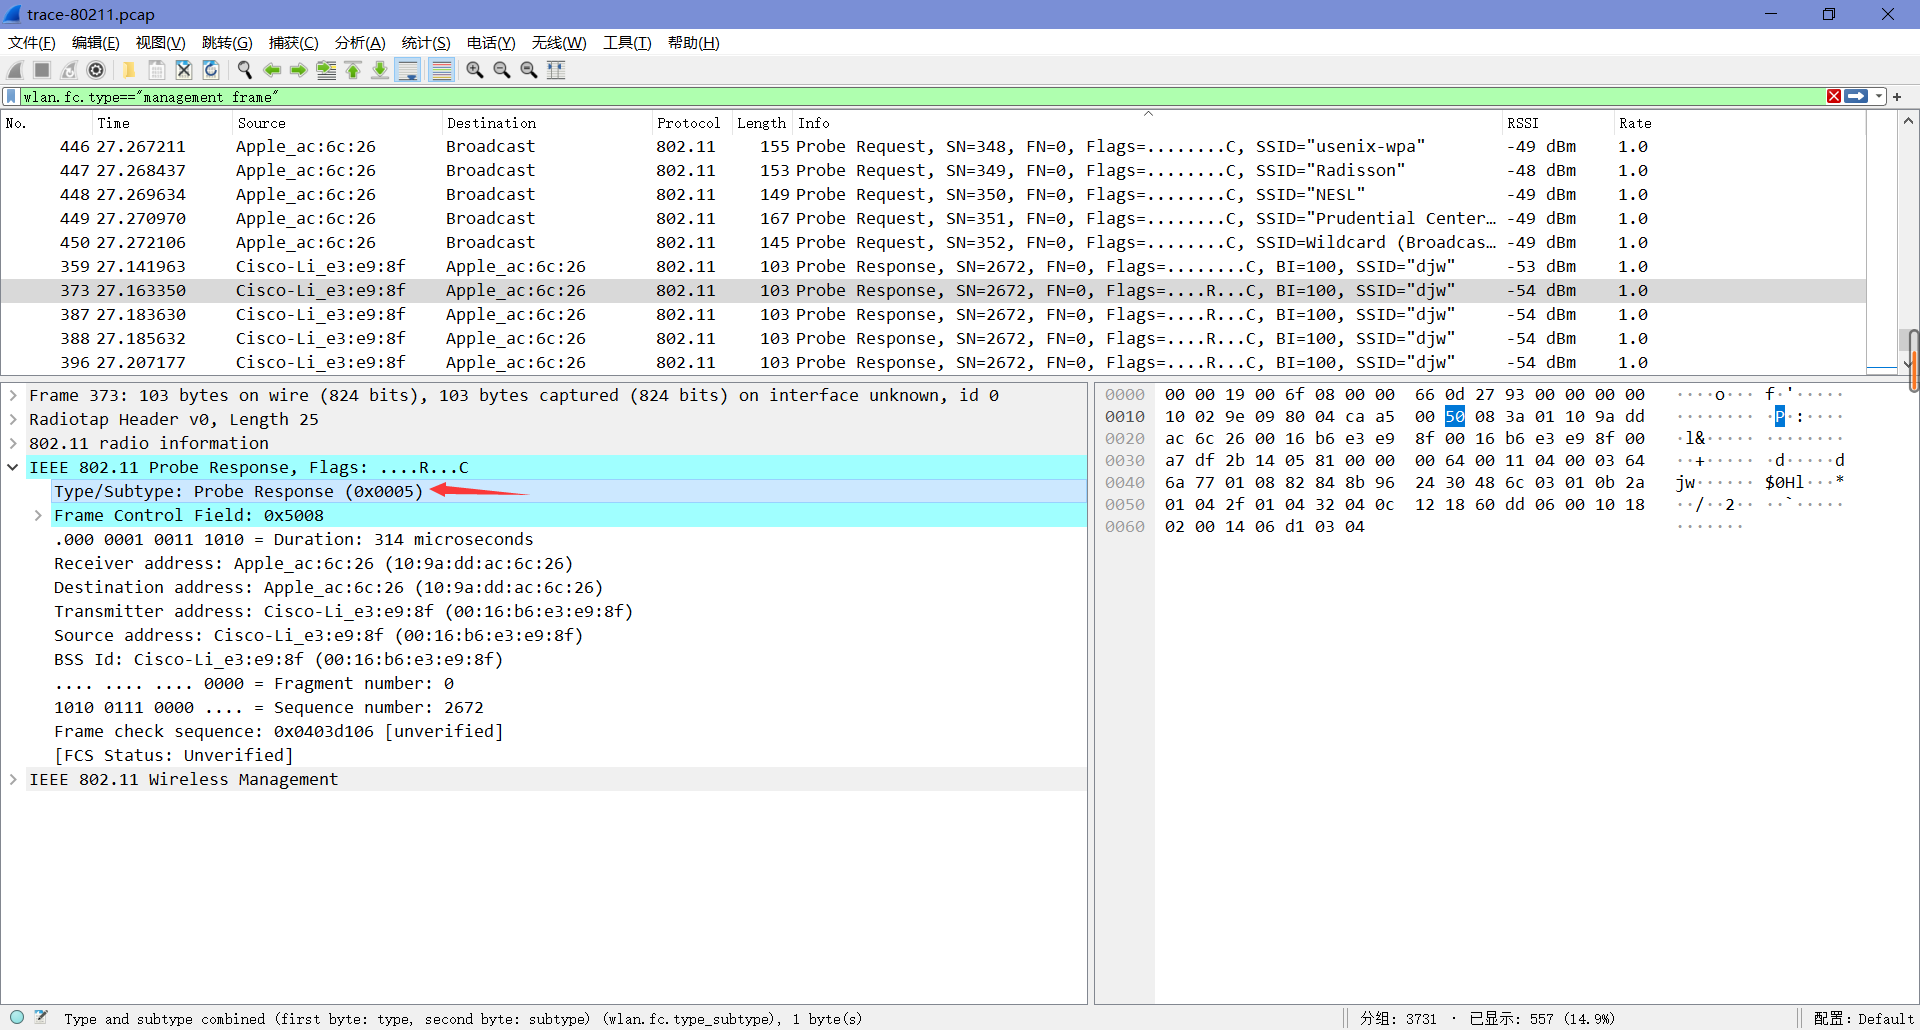 trace-80211.pcap
文件(F) 编辑(E) 视图(V) 跳转(G) 捕获(C) 分析(A) 统计(S) 电话(Y) 无线(W) 工具(T) 帮助(H)
wlan.fc.type=="management frame"
No. Time Source Destination Protocol Length Info RSSI Rate
446 27.267211 Apple_ac:6c:26 Broadcast 802.11 155 Probe Request, SN=348, FN=0, Flags=........C, SSID="usenix-wpa" -49 dBm 1.0
447 27.268437 Apple_ac:6c:26 Broadcast 802.11 153 Probe Request, SN=349, FN=0, Flags=........C, SSID="Radisson" -48 dBm 1.0
448 27.269634 Apple_ac:6c:26 Broadcast 802.11 149 Probe Request, SN=350, FN=0, Flags=........C, SSID="NESL" -49 dBm 1.0
449 27.270970 Apple_ac:6c:26 Broadcast 802.11 167 Probe Request, SN=351, FN=0, Flags=........C, SSID="Prudential Center… -49 dBm 1.0
450 27.272106 Apple_ac:6c:26 Broadcast 802.11 145 Probe Request, SN=352, FN=0, Flags=........C, SSID=Wildcard (Broadcas… -49 dBm 1.0
359 27.141963 Cisco-Li_e3:e9:8f Apple_ac:6c:26 802.11 103 Probe Response, SN=2672, FN=0, Flags=........C, BI=100, SSID="djw" -53 dBm 1.0
373 27.163350 Cisco-Li_e3:e9:8f Apple_ac:6c:26 802.11 103 Probe Response, SN=2672, FN=0, Flags=....R...C, BI=100, SSID="djw" -54 dBm 1.0
387 27.183630 Cisco-Li_e3:e9:8f Apple_ac:6c:26 802.11 103 Probe Response, SN=2672, FN=0, Flags=....R...C, BI=100, SSID="djw" -54 dBm 1.0
388 27.185632 Cisco-Li_e3:e9:8f Apple_ac:6c:26 802.11 103 Probe Response, SN=2672, FN=0, Flags=....R...C, BI=100, SSID="djw" -54 dBm 1.0
396 27.207177 Cisco-Li_e3:e9:8f Apple_ac:6c:26 802.11 103 Probe Response, SN=2672, FN=0, Flags=....R...C, BI=100, SSID="djw" -54 dBm 1.0
Frame 373: 103 bytes on wire (824 bits), 103 bytes captured (824 bits) on interface unknown, id 0
Radiotap Header v0, Length 25
802.11 radio information
IEEE 802.11 Probe Response, Flags: ....R...C
Type/Subtype: Probe Response (0x0005)
Frame Control Field: 0x5008
.000 0001 0011 1010 = Duration: 314 microseconds
Receiver address: Apple_ac:6c:26 (10:9a:dd:ac:6c:26)
Destination address: Apple_ac:6c:26 (10:9a:dd:ac:6c:26)
Transmitter address: Cisco-Li_e3:e9:8f (00:16:b6:e3:e9:8f)
Source address: Cisco-Li_e3:e9:8f (00:16:b6:e3:e9:8f)
BSS Id: Cisco-Li_e3:e9:8f (00:16:b6:e3:e9:8f)
.... .... .... 0000 = Fragment number: 0
1010 0111 0000 .... = Sequence number: 2672
Frame check sequence: 0x0403d106 [unverified]
[FCS Status: Unverified]
IEEE 802.11 Wireless Management
0000 00 00 19 00 6f 08 00 00 66 0d 27 93 00 00 00 00 ····o··· f·'·····
0010 10 02 9e 09 80 04 ca a5 00 50 08 3a 01 10 9a dd ········ ·P·:····
0020 ac 6c 26 00 16 b6 e3 e9 8f 00 16 b6 e3 e9 8f 00 ·l&····· ········
0030 a7 df 2b 14 05 81 00 00 00 64 00 11 04 00 03 64 ··+····· ·d·····d
0040 6a 77 01 08 82 84 8b 96 24 30 48 6c 03 01 0b 2a jw······ $0Hl···*
0050 01 04 2f 01 04 32 04 0c 12 18 60 dd 06 00 10 18 ··/··2·· ··`·····
0060 02 00 14 06 d1 03 04 ·······
Type and subtype combined (first byte: type, second byte: subtype) (wlan.fc.type_subtype), 1 byte(s)
分组: 3731 · 已显示: 557 (14.9%)
配置: Default